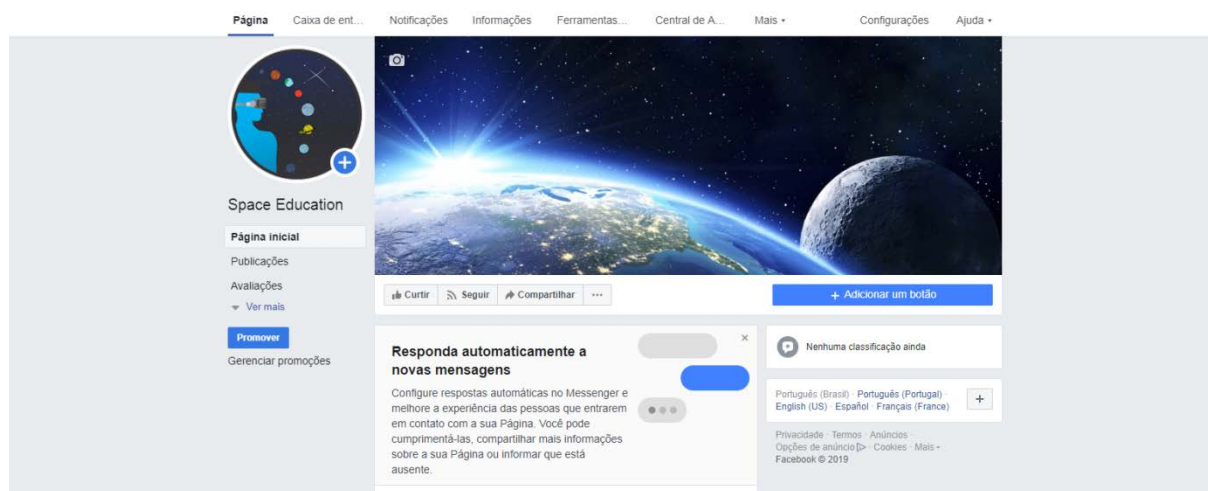 Página Caixa de ent... Notificações Informações Ferramentas... Central de A... Mais Configurações Ajuda
Space Education
Página inicial
Publicações
Avaliações
Ver mais
Promover
Gerenciar promoções
Curtir Seguir Compartilhar ...
+ Adicionar um botão
Responda automaticamente a
novas mensagens
Configure respostas automáticas no Messenger e
melhore a experiência das pessoas que entrarem
em contato com a sua Página. Você pode
cumprimentá-las, compartilhar mais informações
sobre a sua Página ou informar que está
ausente.
Nenhuma classificação ainda
Português (Brasil) · Português (Portugal) ·
English (US) · Español · Français (France)
Privacidade · Termos · Anúncios ·
Opções de anúncio · Cookies · Mais
Facebook © 2019